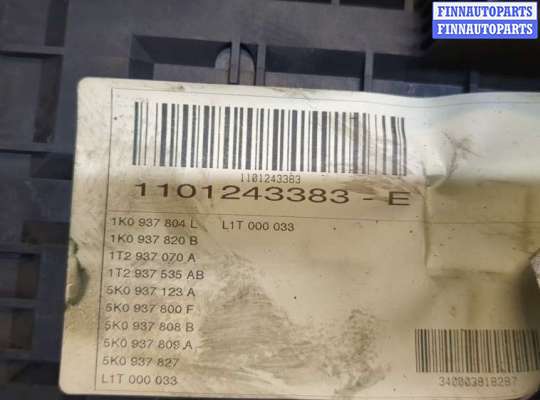 FINNAUTOPARTS
FINNAUTOPARTS
1101243383
1101243383 - E
1K0 937 804 L L1T 000 033
1K0 937 820 B
1T2 937 070 A
1T2 937 535 AB
5K0 937 123 A
5K0 937 800 F
5K0 937 808 B
5K0 937 809 A
5K0 937 827
L1T 000 033
340003818287